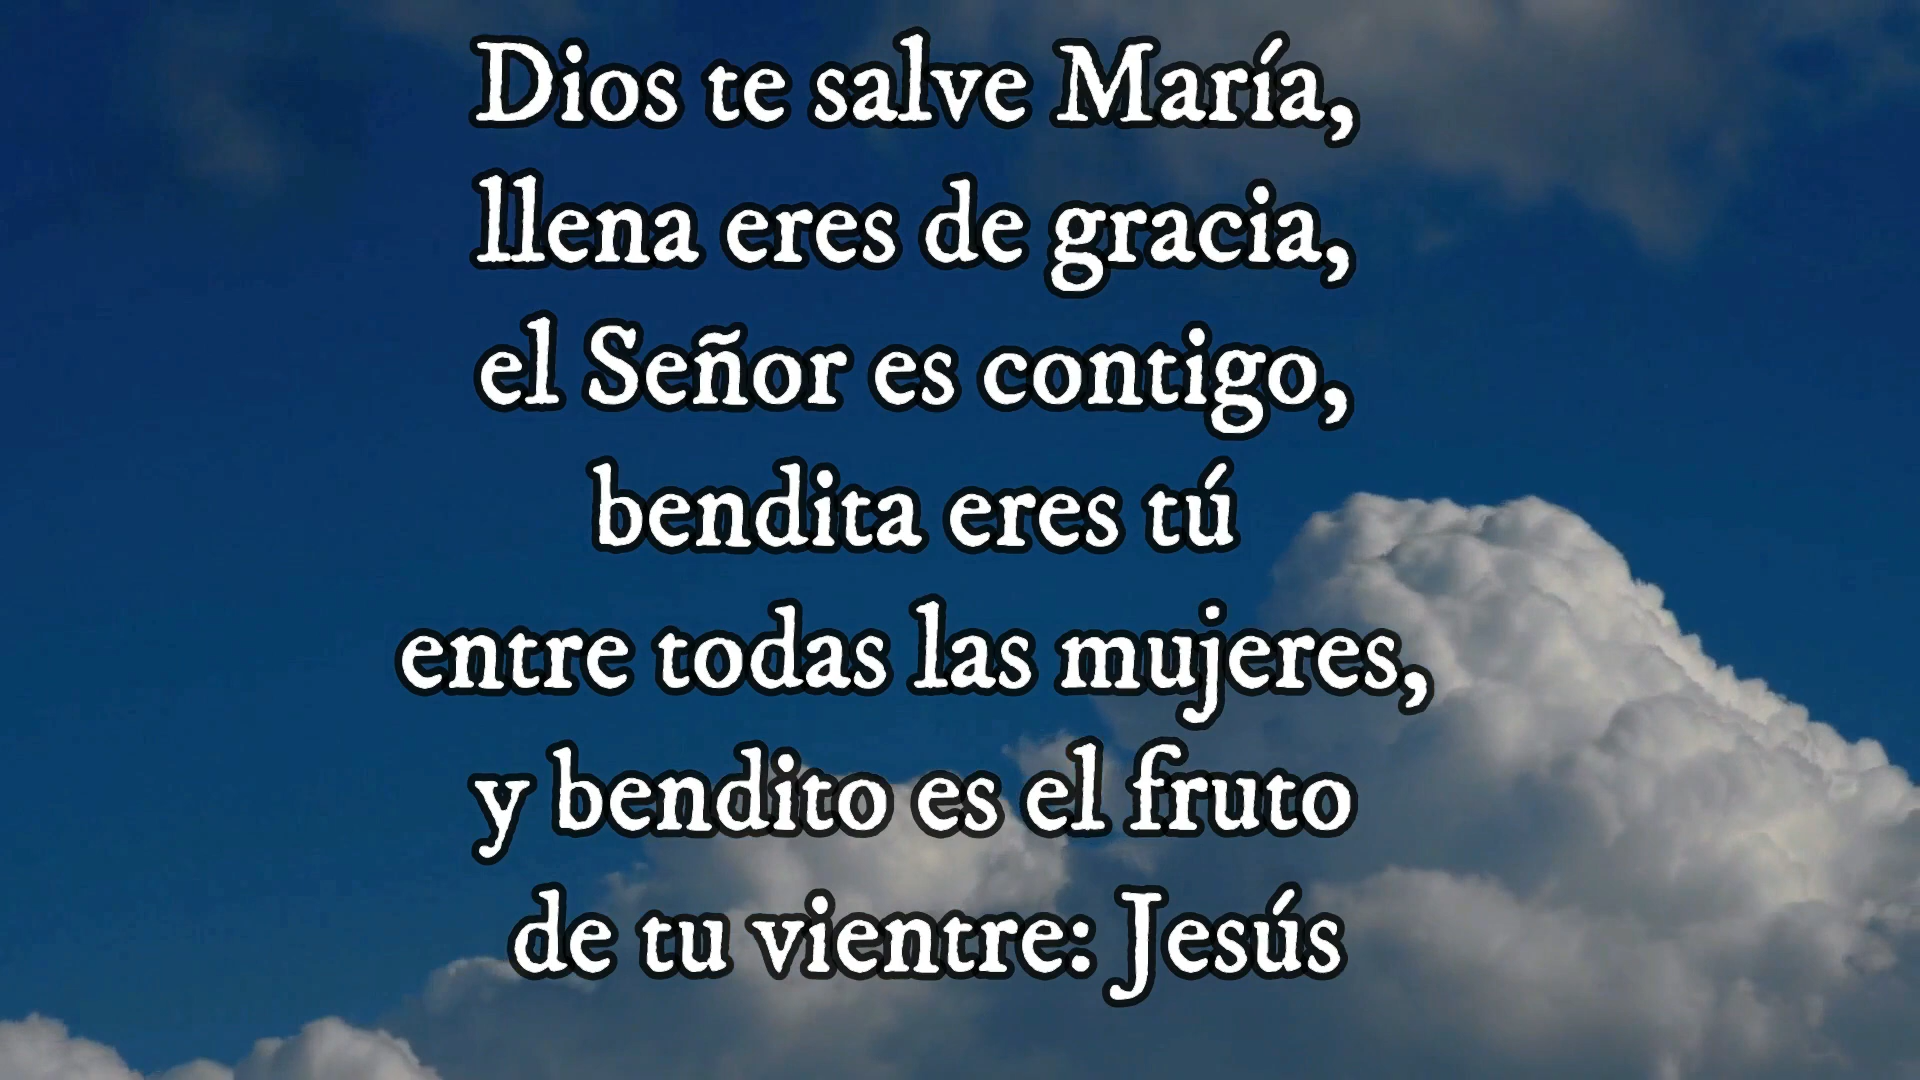 Dios te salve María,
llena eres de gracia,
el Señor es contigo,
bendita eres tú
entre todas las mujeres,
y bendito es el fruto
de tu vientre: Jesús